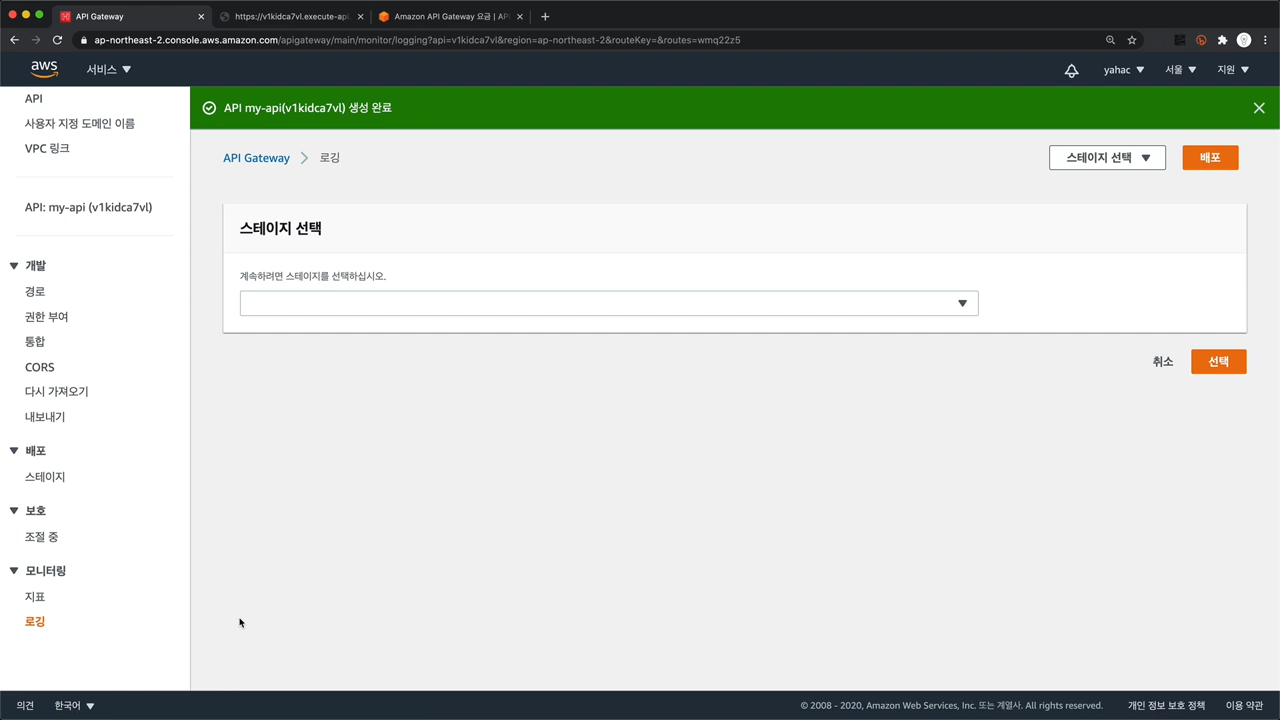 API Gateway
https://v1kidca7vl.execute-api.
Amazon API Gateway 요금 | API
ap-northeast-2.console.aws.amazon.com/apigateway/main/monitor/logging?api=v1kidca7vl&region=ap-northeast-2&routeKey=&routes=wmq22z5
aws
서비스
yahac
서울
지원
API
사용자 지정 도메인 이름
VPC 링크
API: my-api (v1kidca7vl)
개발
경로
권한 부여
통합
CORS
다시 가져오기
내보내기
배포
스테이지
보호
조절 중
모니터링
지표
로깅
API my-api(v1kidca7vl) 생성 완료
API Gateway
로깅
스테이지 선택
배포
스테이지 선택
계속하려면 스테이지를 선택하십시오.
취소
선택
의견
한국어
© 2008 - 2020, Amazon Web Services, Inc. 또는 계열사. All rights reserved.
개인 정보 보호 정책
이용 약관